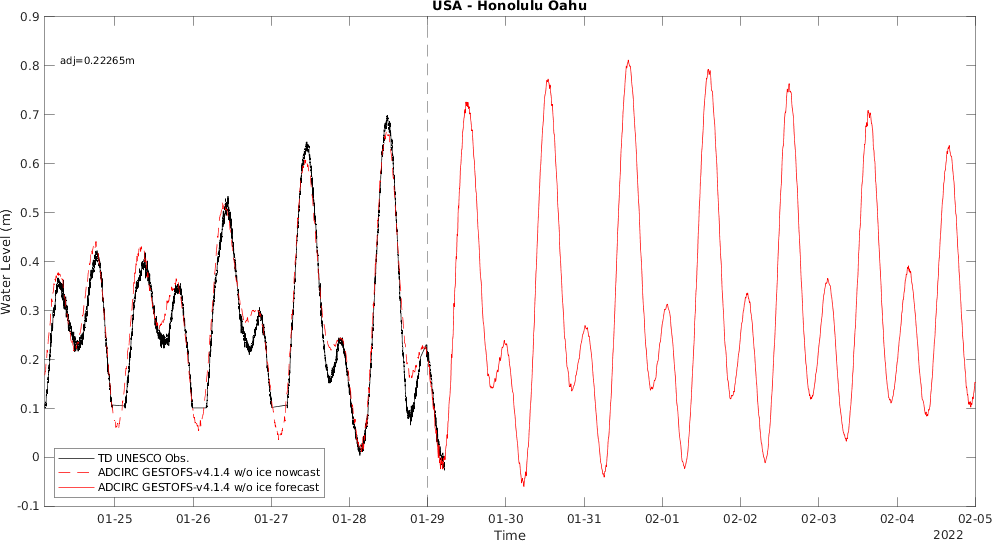 USA - Honolulu Oahu
0.9
0.8
0.7
0.6
0.5
0.4
0.3
0.2
0.1
0
-0.1
Water Level (m)
adj=0.22265m
TD UNESCO Obs.
ADCIRC GESTOFS-v4.1.4 w/o ice nowcast
ADCIRC GESTOFS-v4.1.4 w/o ice forecast
01-25 01-26 01-27 01-28 01-29 01-30 01-31 02-01 02-02 02-03 02-04 02-05
Time
2022